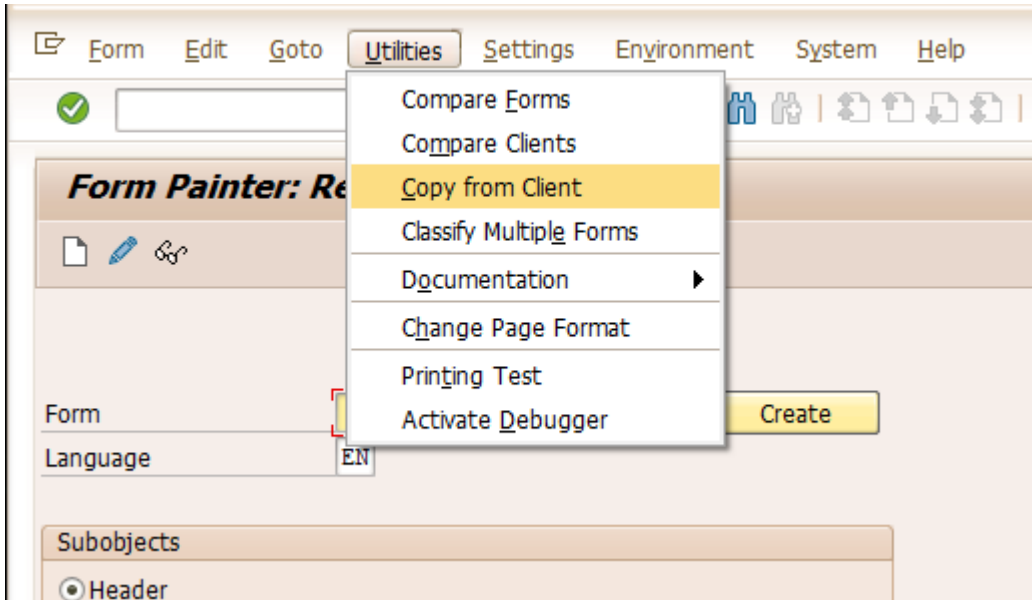 Form Edit Goto Utilities Settings Environment System Help
Compare Forms
Compare Clients
Copy from Client
Form Painter:
Classify Multiple Forms
Documentation
Change Page Format
Printing Test
Form Create
Activate Debugger
Language EN
Subobjects
Header